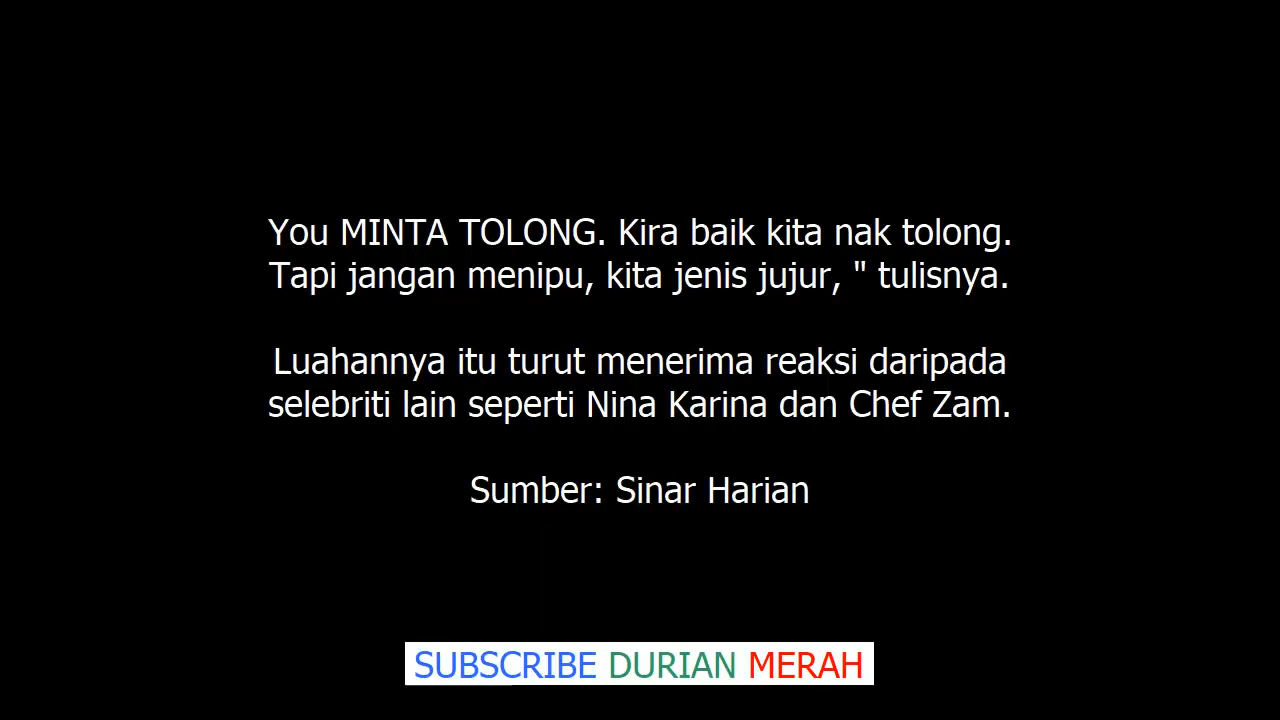 You MINTA TOLONG. Kira baik kita nak tolong.
Tapi jangan menipu, kita jenis jujur, " tulisnya.
Luahannya itu turut menerima reaksi daripada
selebriti lain seperti Nina Karina dan Chef Zam.
Sumber: Sinar Harian
SUBSCRIBE DURIAN MERAH